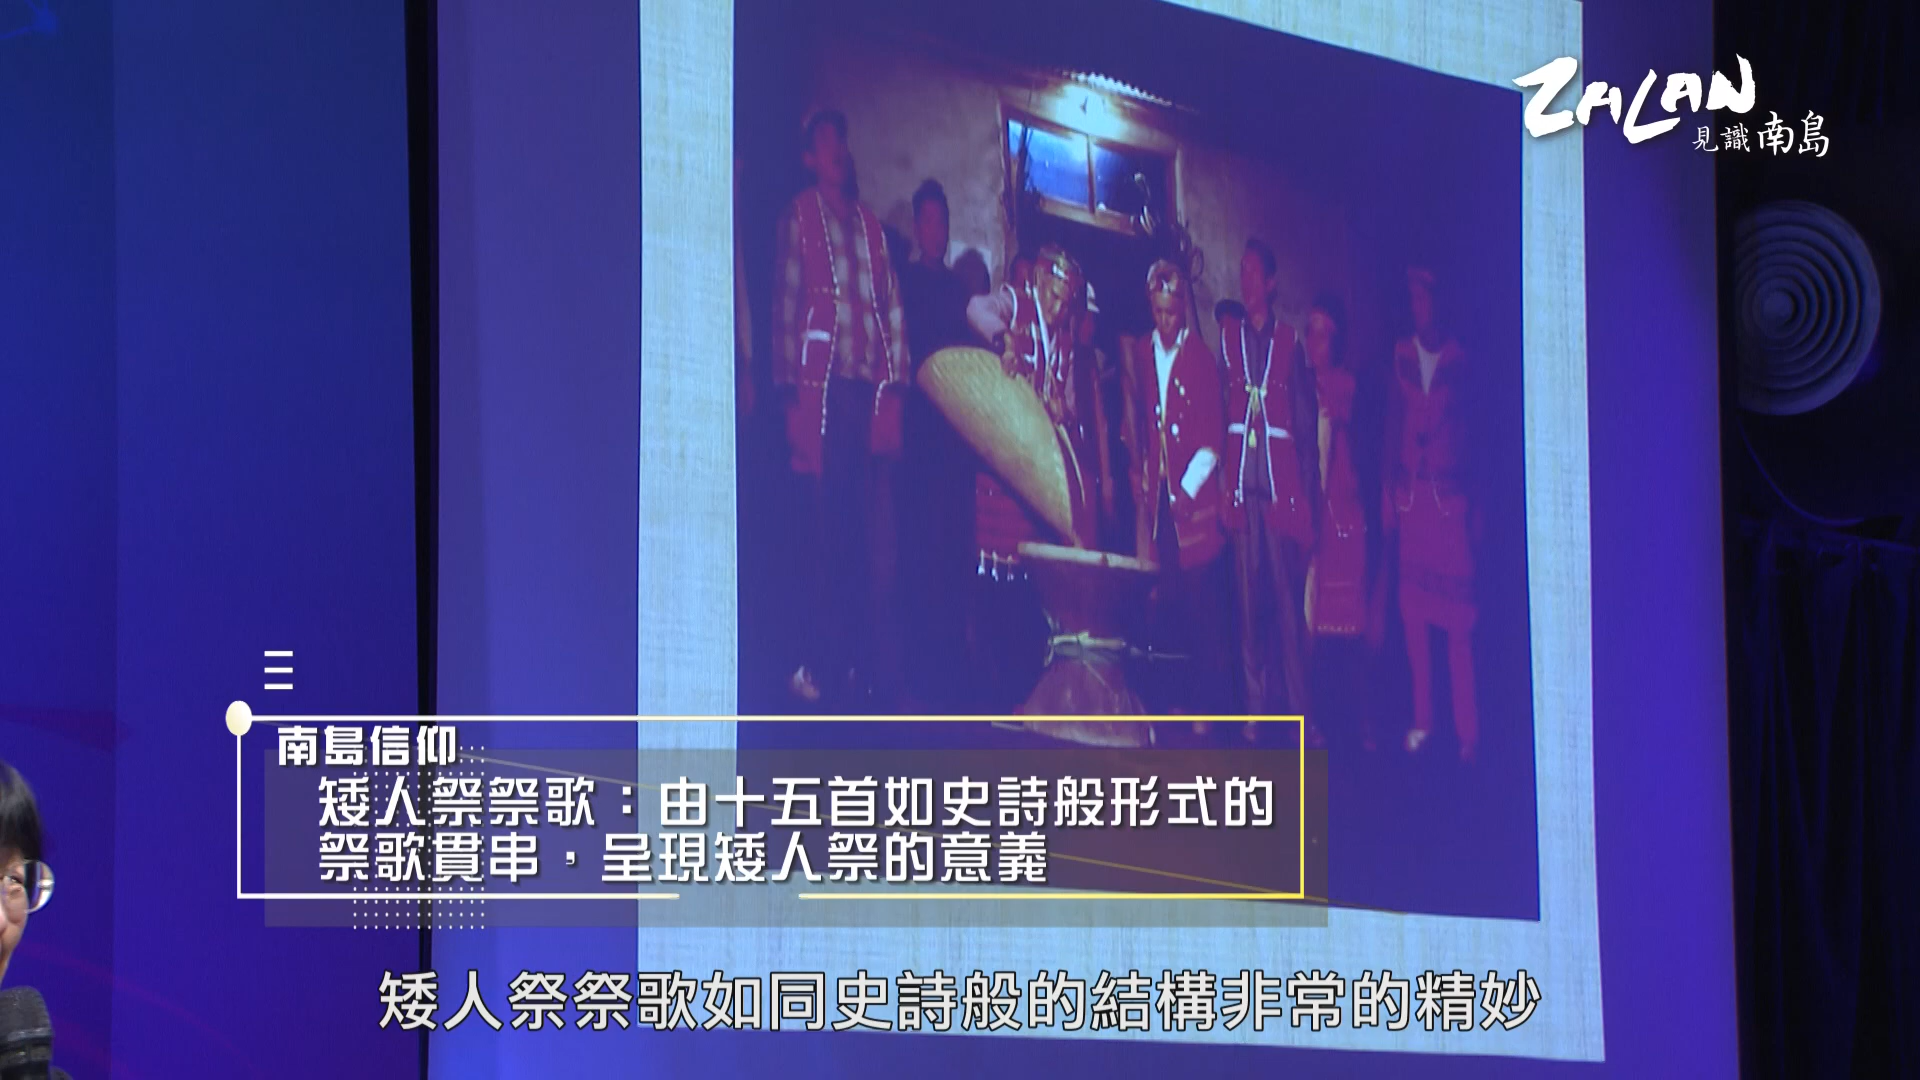 ZALAN
見識南島
南島信仰
矮人祭祭歌：由十五首如史詩般形式的
祭歌貫串，呈現矮人祭的意義
矮人祭祭歌如同史詩般的結構非常的精妙